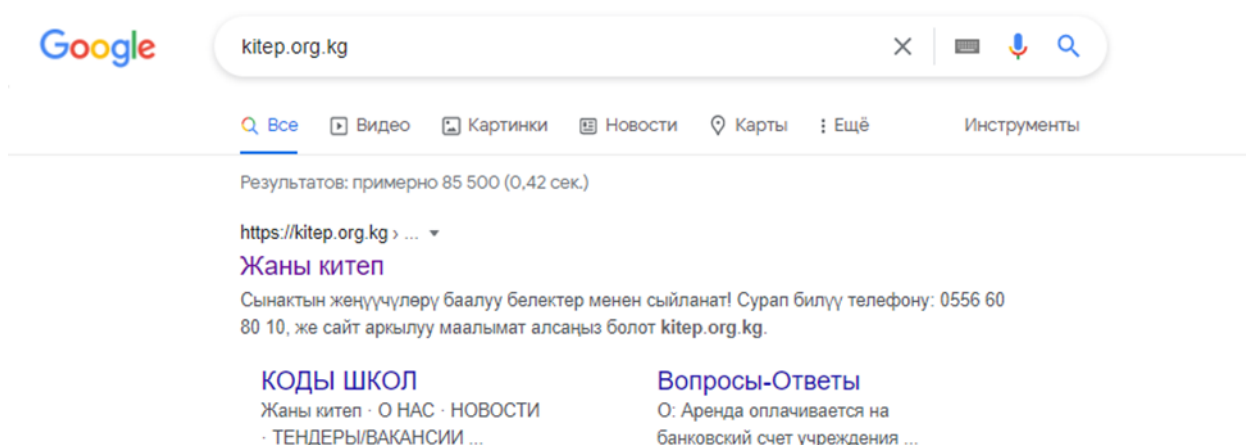 Google
kitep.org.kg
Все Видео Картинки Новости Карты Ещё Инструменты
Результатов: примерно 85 500 (0,42 сек.)
https://kitep.org.kg › ...
Жаны китеп
Сынактын жеңүүчүлөрү баалуу белектер менен сыйланат! Сурап билүү телефону: 0556 60
80 10, же сайт аркылуу маалымат алсаңыз болот kitep.org.kg.
КОДЫ ШКОЛ
Жаны китеп · О НАС · НОВОСТИ
· ТЕНДЕРЫ/ВАКАНСИИ ...
Вопросы-Ответы
О: Аренда оплачивается на
банковский счет учреждения ...